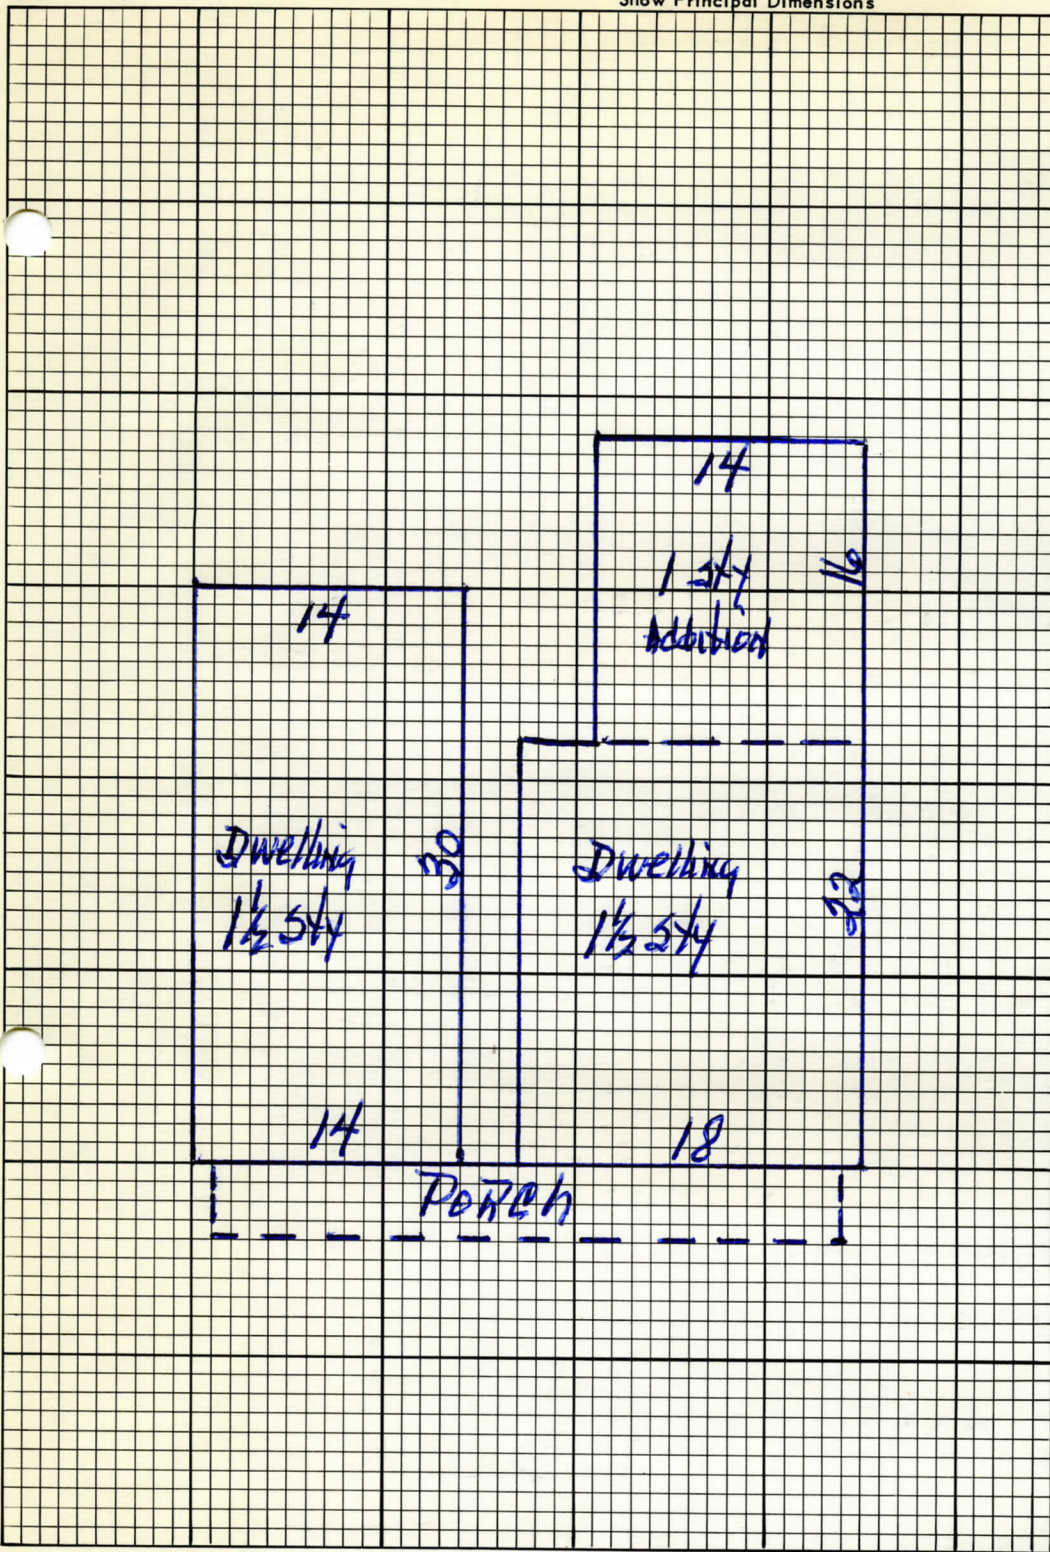 Show Principal Dimensions
14
1 sty
Addition
16
14
Dwelling
1½ Sty
30
Dwelling
1½ Sty
22
14
18
Porch